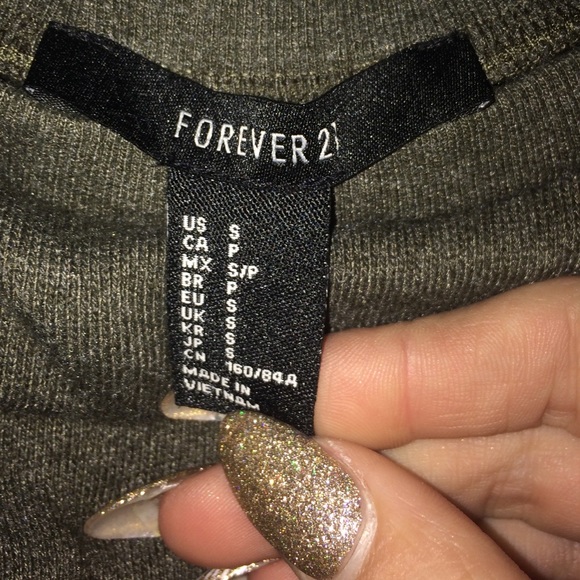 FOREVER 21
US S
CA P
MX S/P
BR P
EU S
UK S
KR S
JP S
CN 160/84A
MADE IN
VIETNAM